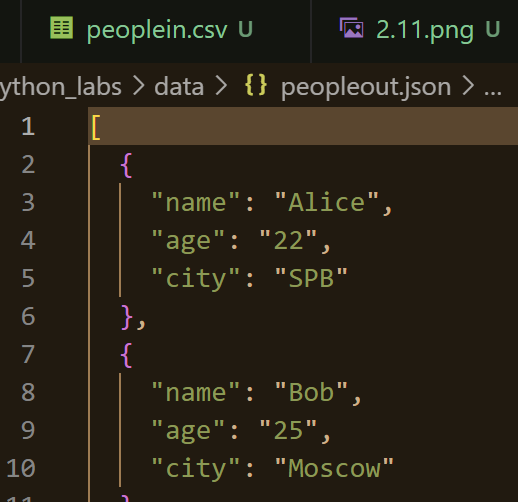 peoplein.csv U 2.11.png U
ython_labs > data > {} peopleout.json > ...
1 [
2 {
3 "name": "Alice",
4 "age": "22",
5 "city": "SPB"
6 },
7 {
8 "name": "Bob",
9 "age": "25",
10 "city": "Moscow"
11 }